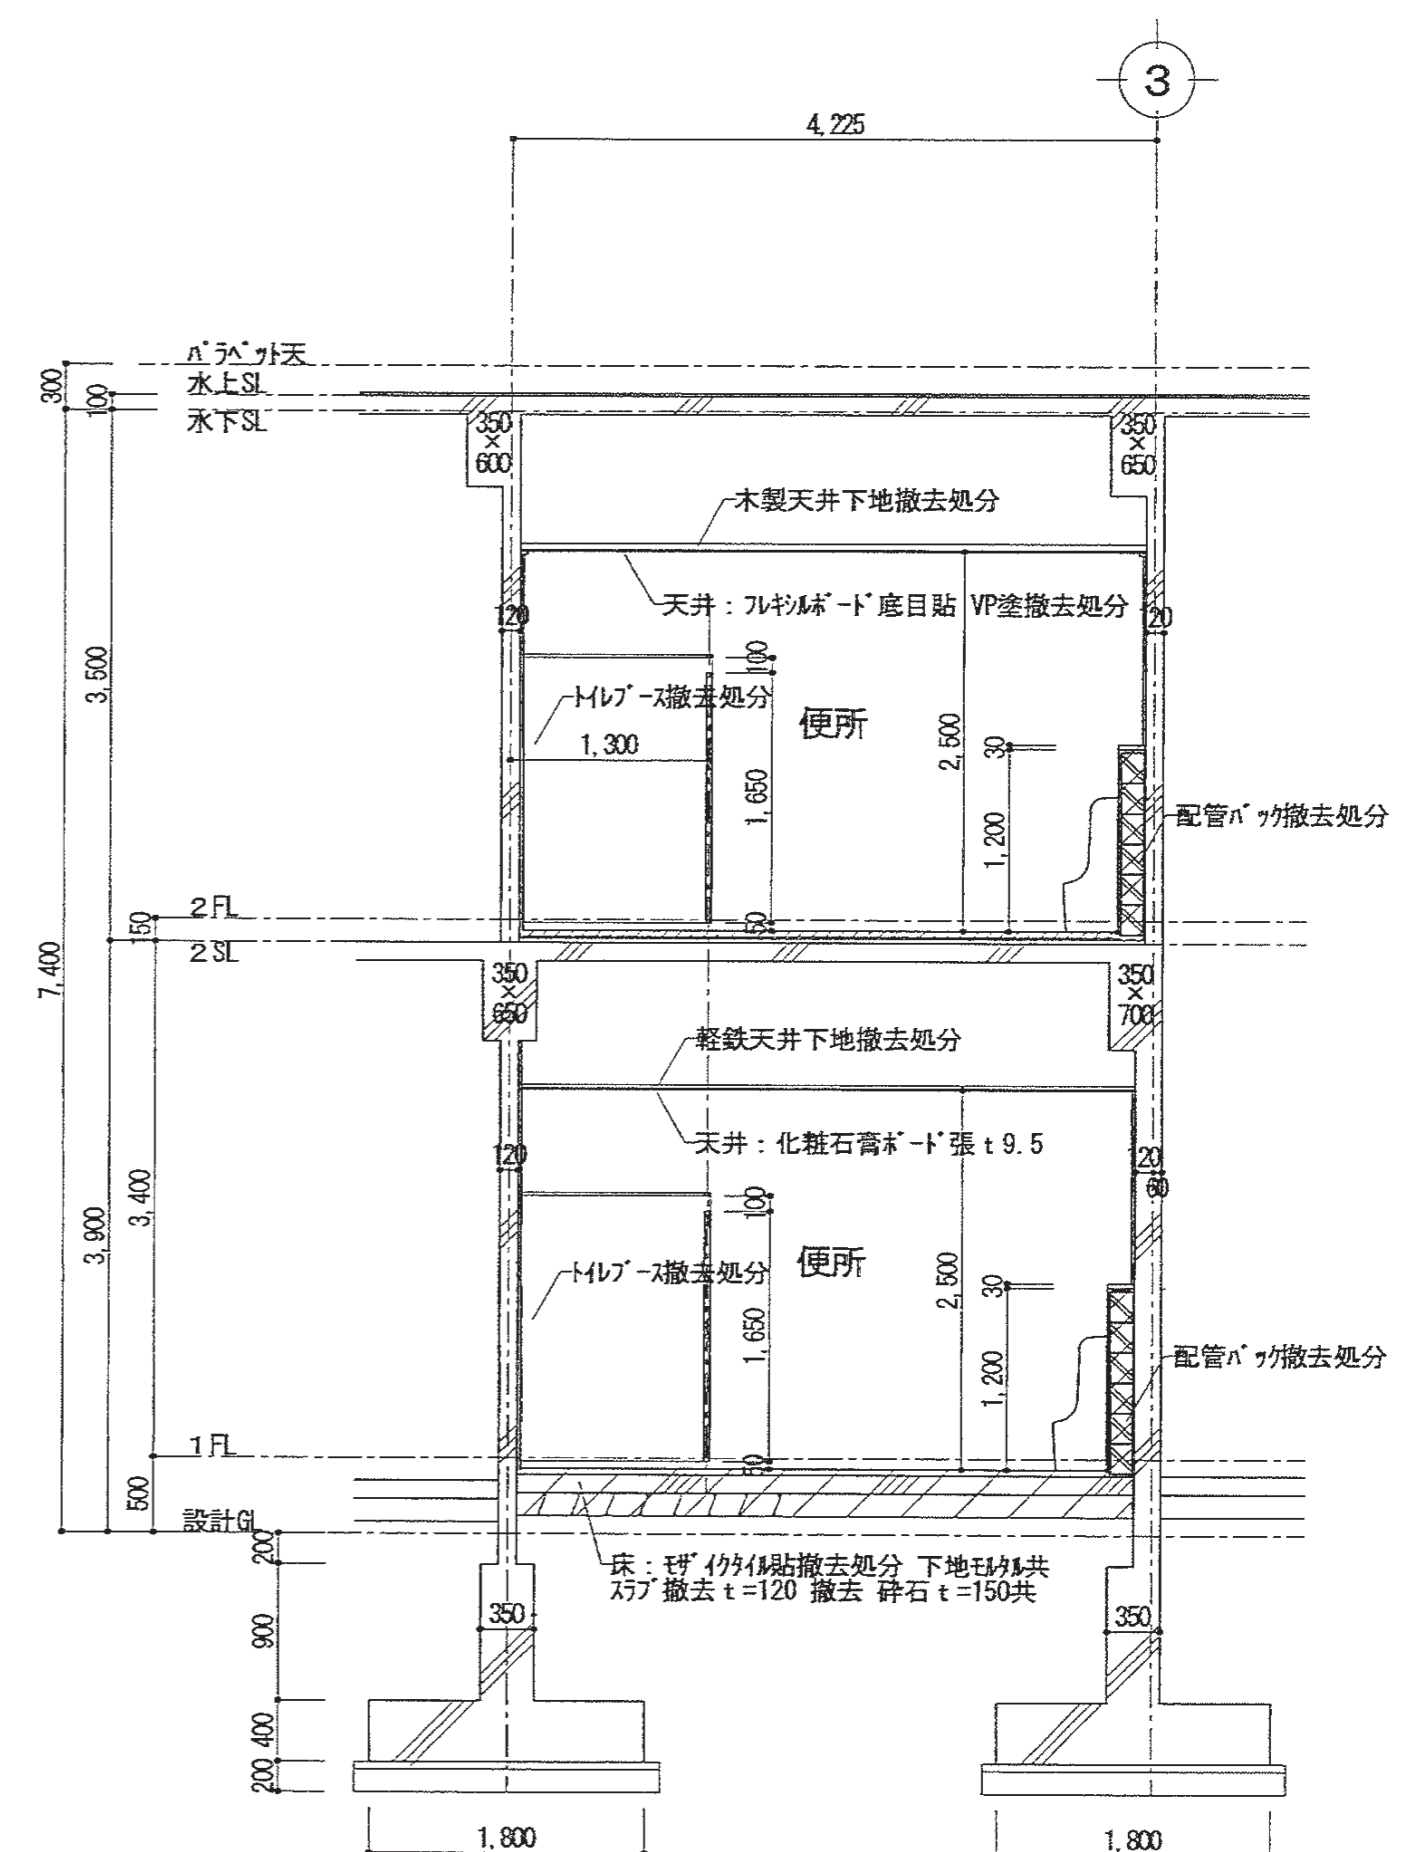 3
4,225
パラペット天
水上SL
水下SL
300
100
350
×
600
350
×
650
木製天井下地撤去処分
天井：フレキシルボード底目貼 VP塗撤去処分
120
120
100
トイレブース撤去処分
便所
3,500
1,300
2,500
30
1,650
1,200
配管パック撤去処分
2FL
150
50
2SL
7,400
350
×
650
350
×
700
軽鉄天井下地撤去処分
天井：化粧石膏ボード張ｔ9.5
120
120
60
3,400
100
3,900
便所
トイレブース撤去処分
2,500
30
1,650
1,200
配管パック撤去処分
1FL
50
500
設計GL
200
床：モザイクタイル貼撤去処分 下地モルタル共
スラブ撤去ｔ=120 撤去 砕石ｔ=150共
350
350
900
400
200
1,800
1,800